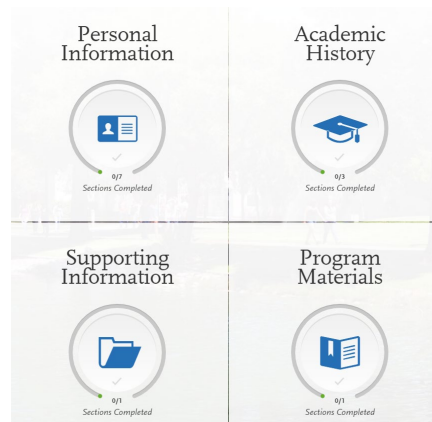 Personal
Information
0/7
Sections Completed
Academic
History
0/3
Sections Completed
Supporting
Information
0/1
Sections Completed
Program
Materials
0/1
Sections Completed